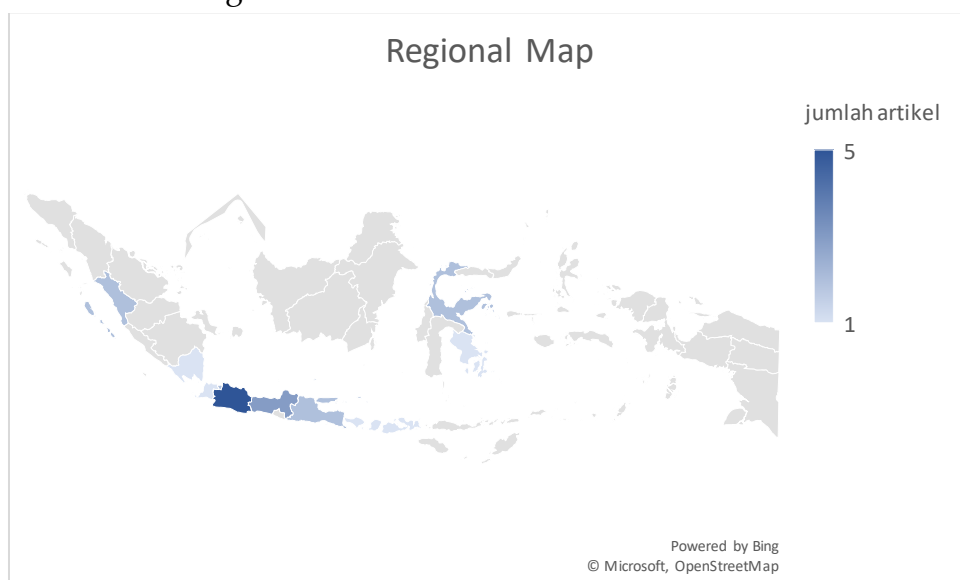 Regional Map
jumlah artikel
5
1
Powered by Bing
© Microsoft, OpenStreetMap